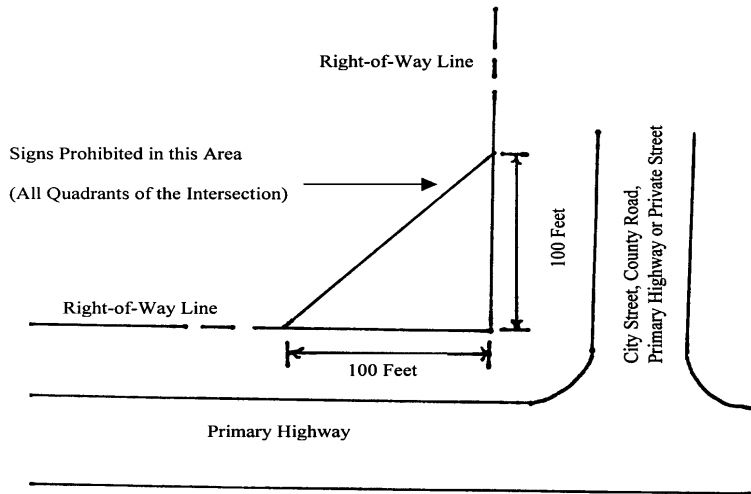 Right-of-Way Line
Signs Prohibited in this Area
(All Quadrants of the Intersection)
100 Feet
City Street, County Road,
Primary Highway or Private Street
Right-of-Way Line
100 Feet
Primary Highway